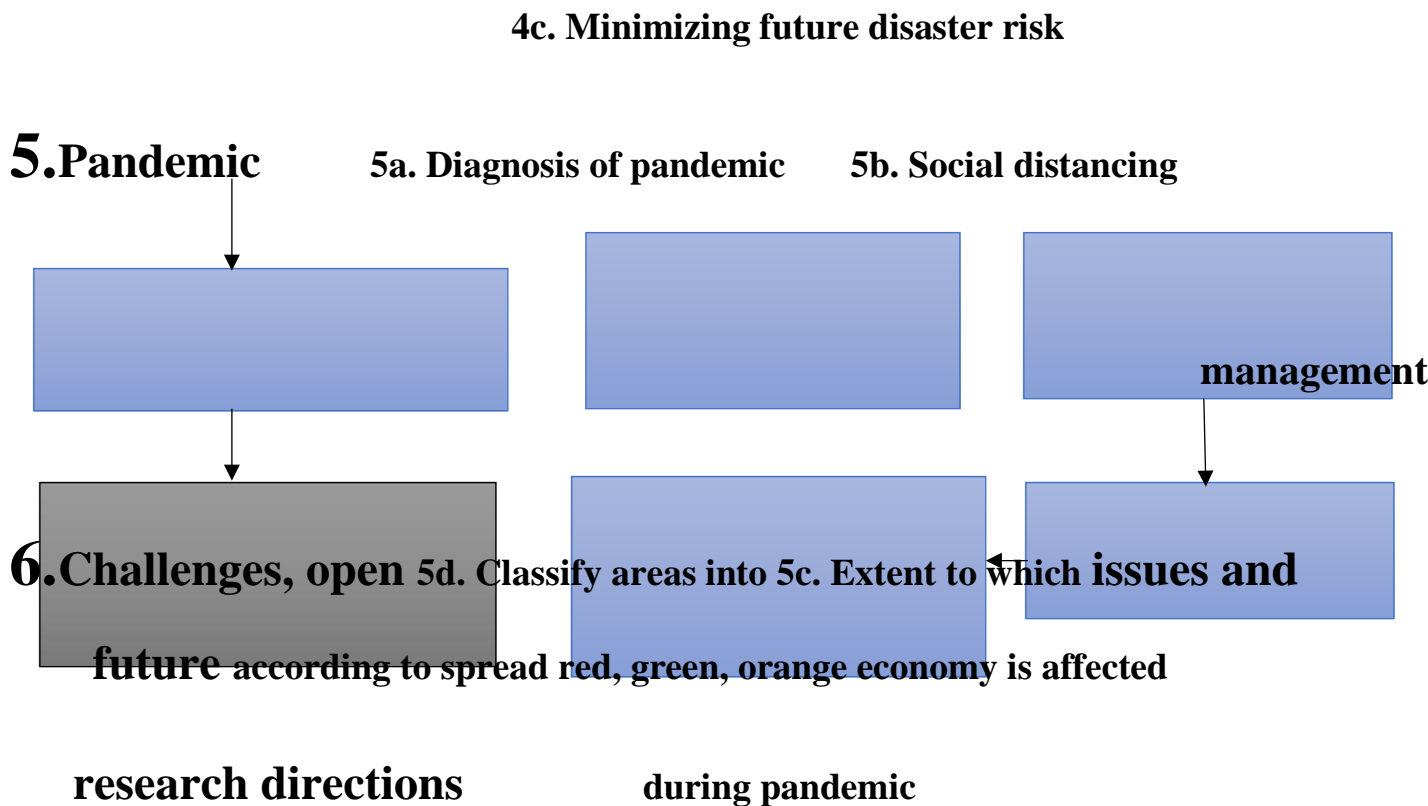 4c. Minimizing future disaster risk
5.Pandemic 5a. Diagnosis of pandemic 5b. Social distancing
management
6.Challenges, open 5d. Classify areas into 5c. Extent to which issues and
future according to spread red, green, orange economy is affected
research directions during pandemic